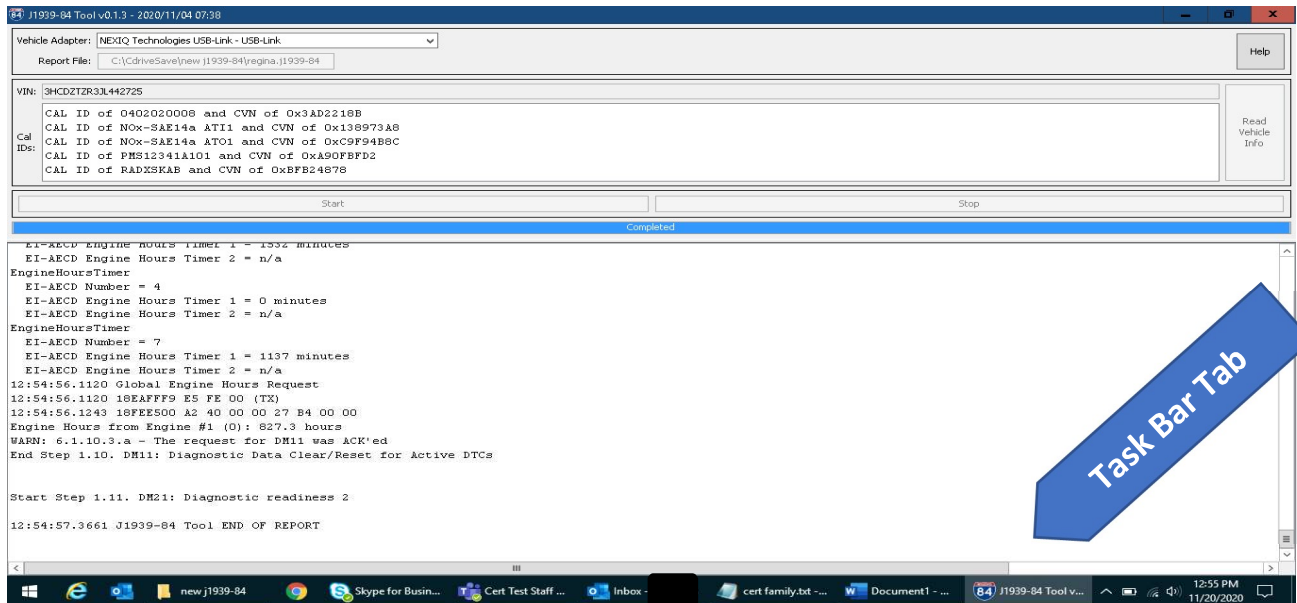 84 J1939-84 Tool v0.1.3 - 2020/11/04 07:38
Vehicle Adapter: NEXIQ Technologies USB-Link - USB-Link
Help
Report File: C:\CdriveSave\new j1939-84\regina.j1939-84
VIN: 3HCDZTZR3JL442725
Cal IDs:
CAL ID of 0402020008 and CVN of 0x3AD2218B
CAL ID of NOx-SAE14a ATI1 and CVN of 0x138973A8
CAL ID of NOx-SAE14a ATO1 and CVN of 0xC9F94B8C
CAL ID of PMS12341A101 and CVN of 0xA90FBFD2
CAL ID of RADXSKAB and CVN of 0xBFB24878
Read
Vehicle
Info
Start Stop
Completed
EI-AECD Engine Hours Timer 1 = 1532 minutes
EI-AECD Engine Hours Timer 2 = n/a
EngineHoursTimer
EI-AECD Number = 4
EI-AECD Engine Hours Timer 1 = 0 minutes
EI-AECD Engine Hours Timer 2 = n/a
EngineHoursTimer
EI-AECD Number = 7
EI-AECD Engine Hours Timer 1 = 1137 minutes
EI-AECD Engine Hours Timer 2 = n/a
12:54:56.1120 Global Engine Hours Request
12:54:56.1120 18EAFFF9 E5 FE 00 (TX)
12:54:56.1243 18FEE500 A2 40 00 00 27 B4 00 00
Engine Hours from Engine #1 (0): 827.3 hours
WARN: 6.1.10.3.a - The request for DM11 was ACK'ed
End Step 1.10. DM11: Diagnostic Data Clear/Reset for Active DTCs
Start Step 1.11. DM21: Diagnostic readiness 2
12:54:57.3661 J1939-84 Tool END OF REPORT
Task Bar Tab
new j1939-84 Skype for Busin... Cert Test Staff ... Inbox - cert family.txt -... Document1 - ... 84 J1939-84 Tool v... 12:55 PM
11/20/2020